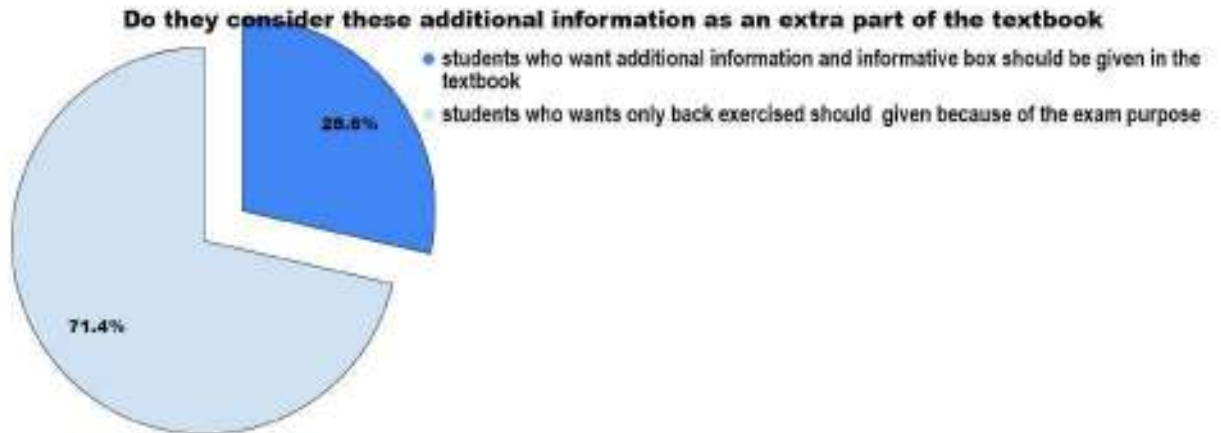 Do they consider these additional information as an extra part of the textbook
students who want additional information and informative box should be given in the
textbook
students who wants only back exercised should given because of the exam purpose
28.6%
71.4%